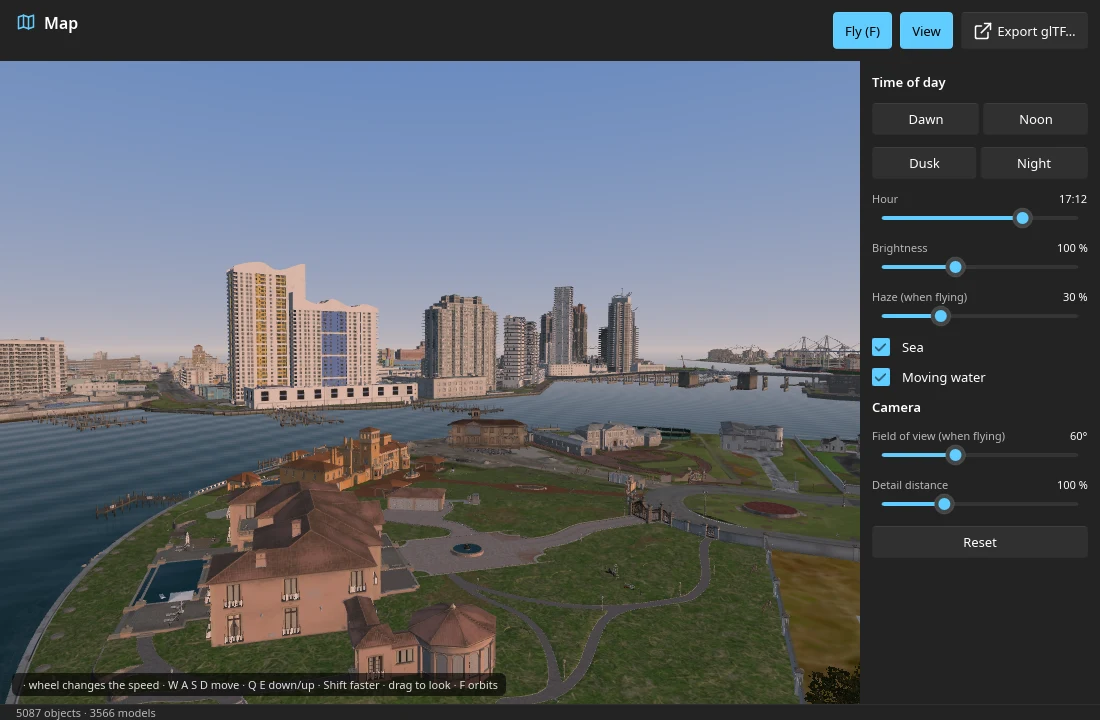 Map
Fly (F)
View
Export glTF...
Time of day
Dawn
Noon
Dusk
Night
Hour
17:12
Brightness
100 %
Haze (when flying)
30 %
Sea
Moving water
Camera
Field of view (when flying)
60°
Detail distance
100 %
Reset
· wheel changes the speed · W A S D move · Q E down/up · Shift faster · drag to look · F orbits
5087 objects · 3566 models